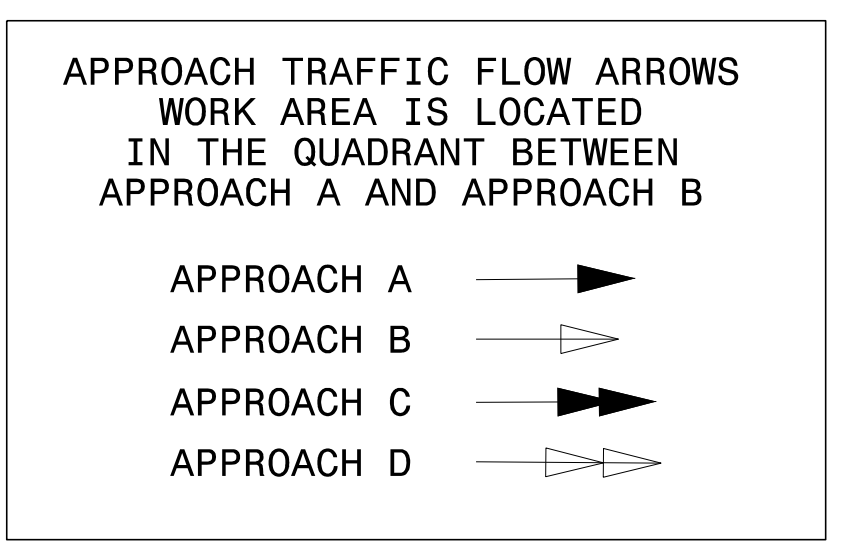 APPROACH TRAFFIC FLOW ARROWS
WORK AREA IS LOCATED
IN THE QUADRANT BETWEEN
APPROACH A AND APPROACH B
APPROACH A
APPROACH B
APPROACH C
APPROACH D